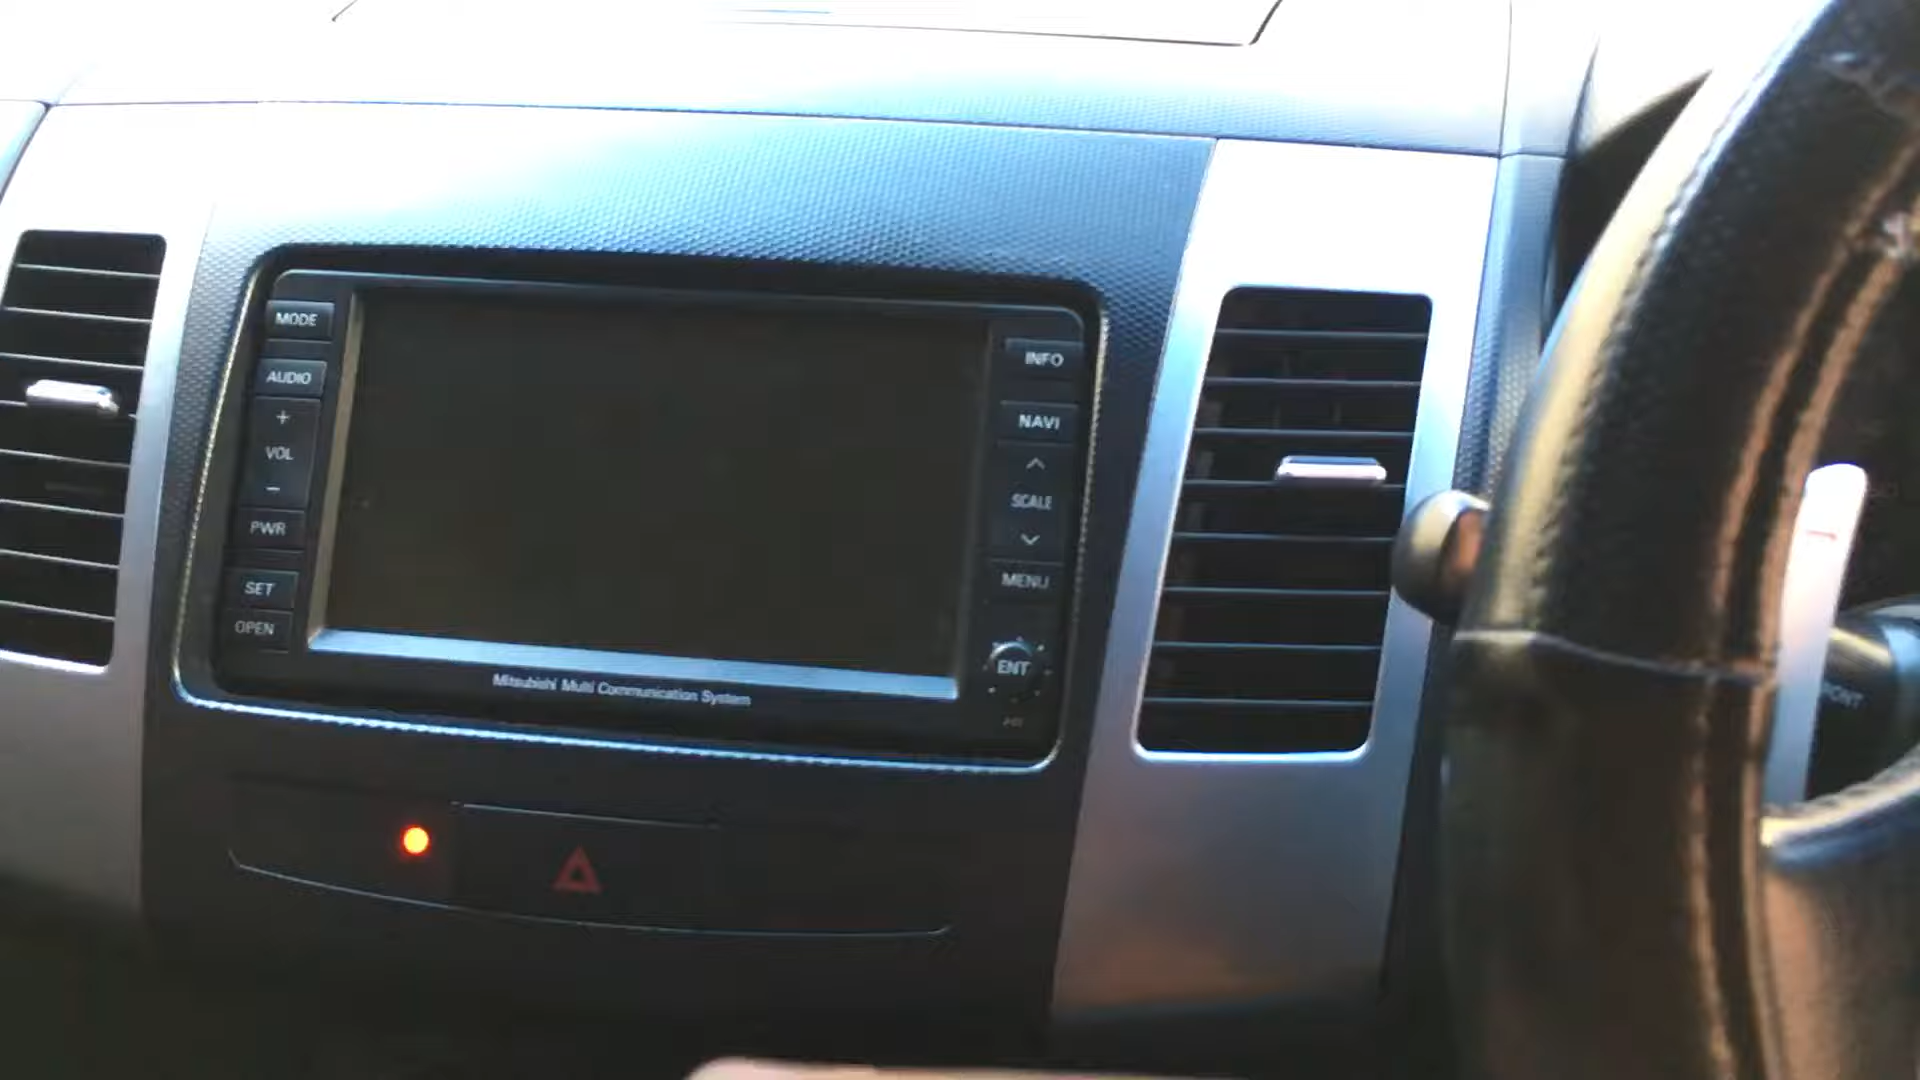 MODE
AUDIO
+
VOL
−
PWR
SET
OPEN
INFO
NAVI
SCALE
MENU
ENT
Mitsubishi Multi Communication System